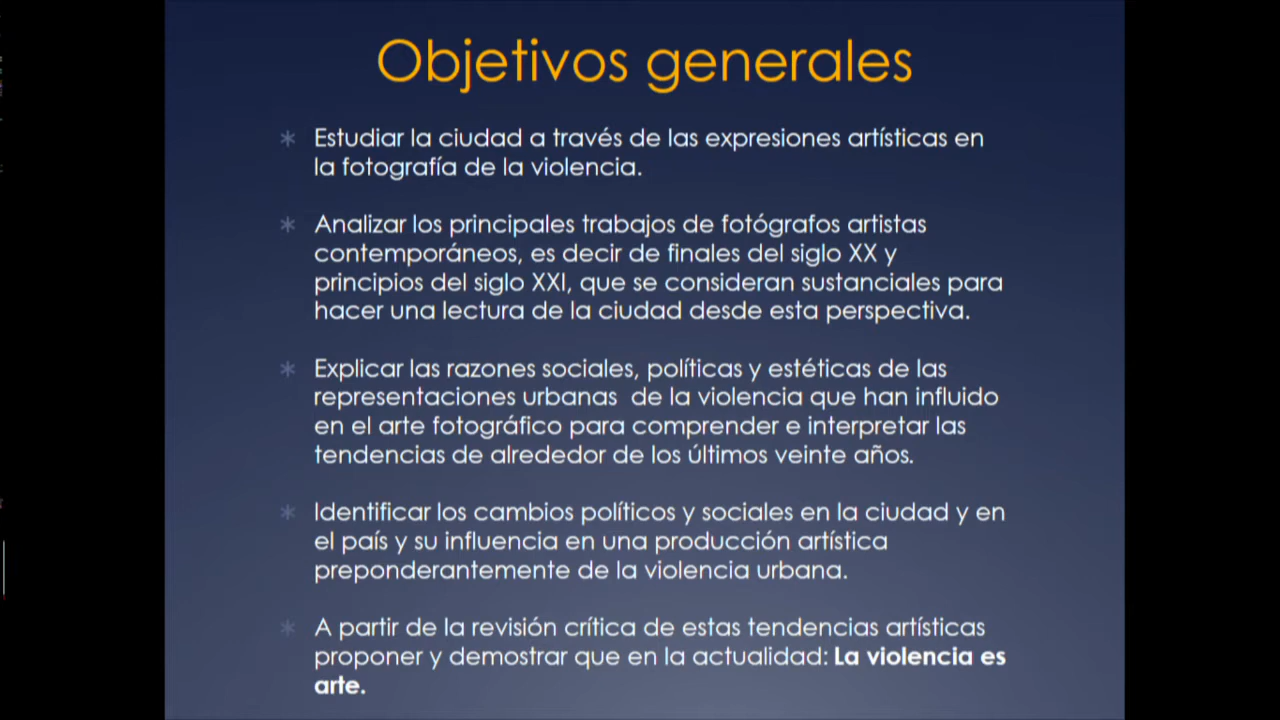 Objetivos generales
* Estudiar la ciudad a través de las expresiones artísticas en
la fotografía de la violencia.
* Analizar los principales trabajos de fotógrafos artistas
contemporáneos, es decir de finales del siglo XX y
principios del siglo XXI, que se consideran sustanciales para
hacer una lectura de la ciudad desde esta perspectiva.
* Explicar las razones sociales, políticas y estéticas de las
representaciones urbanas  de la violencia que han influido
en el arte fotográfico para comprender e interpretar las
tendencias de alrededor de los últimos veinte años.
* Identificar los cambios políticos y sociales en la ciudad y en
el país y su influencia en una producción artística
preponderantemente de la violencia urbana.
* A partir de la revisión crítica de estas tendencias artísticas
proponer y demostrar que en la actualidad: La violencia es
arte.